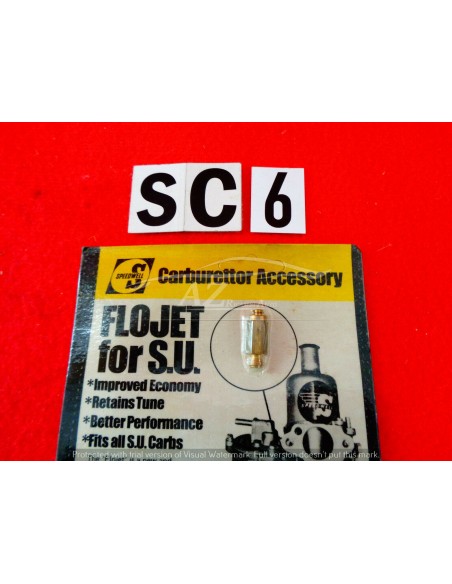 SC6
SPEEDWELL
S
Carburettor Accessory
FLOJET
for S.U.
*Improved Economy
*Retains Tune
*Better Performance
*Fits all S.U. Carbs
Protected with trial version of Visual Watermark. Full version doesn't put this mark.